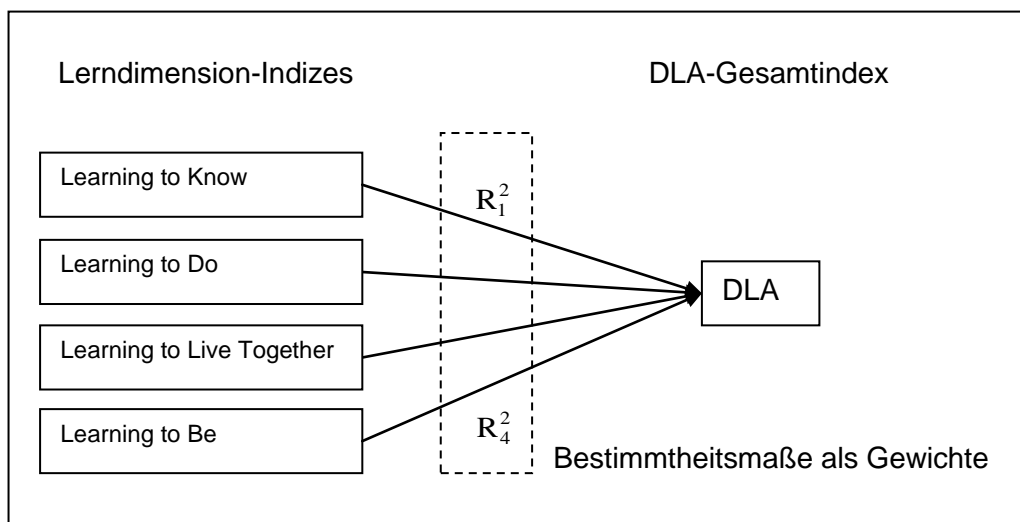 Lerndimension-Indizes
DLA-Gesamtindex
Learning to Know
R₁²
Learning to Do
DLA
Learning to Live Together
Learning to Be
R₄²
Bestimmtheitsmaße als Gewichte